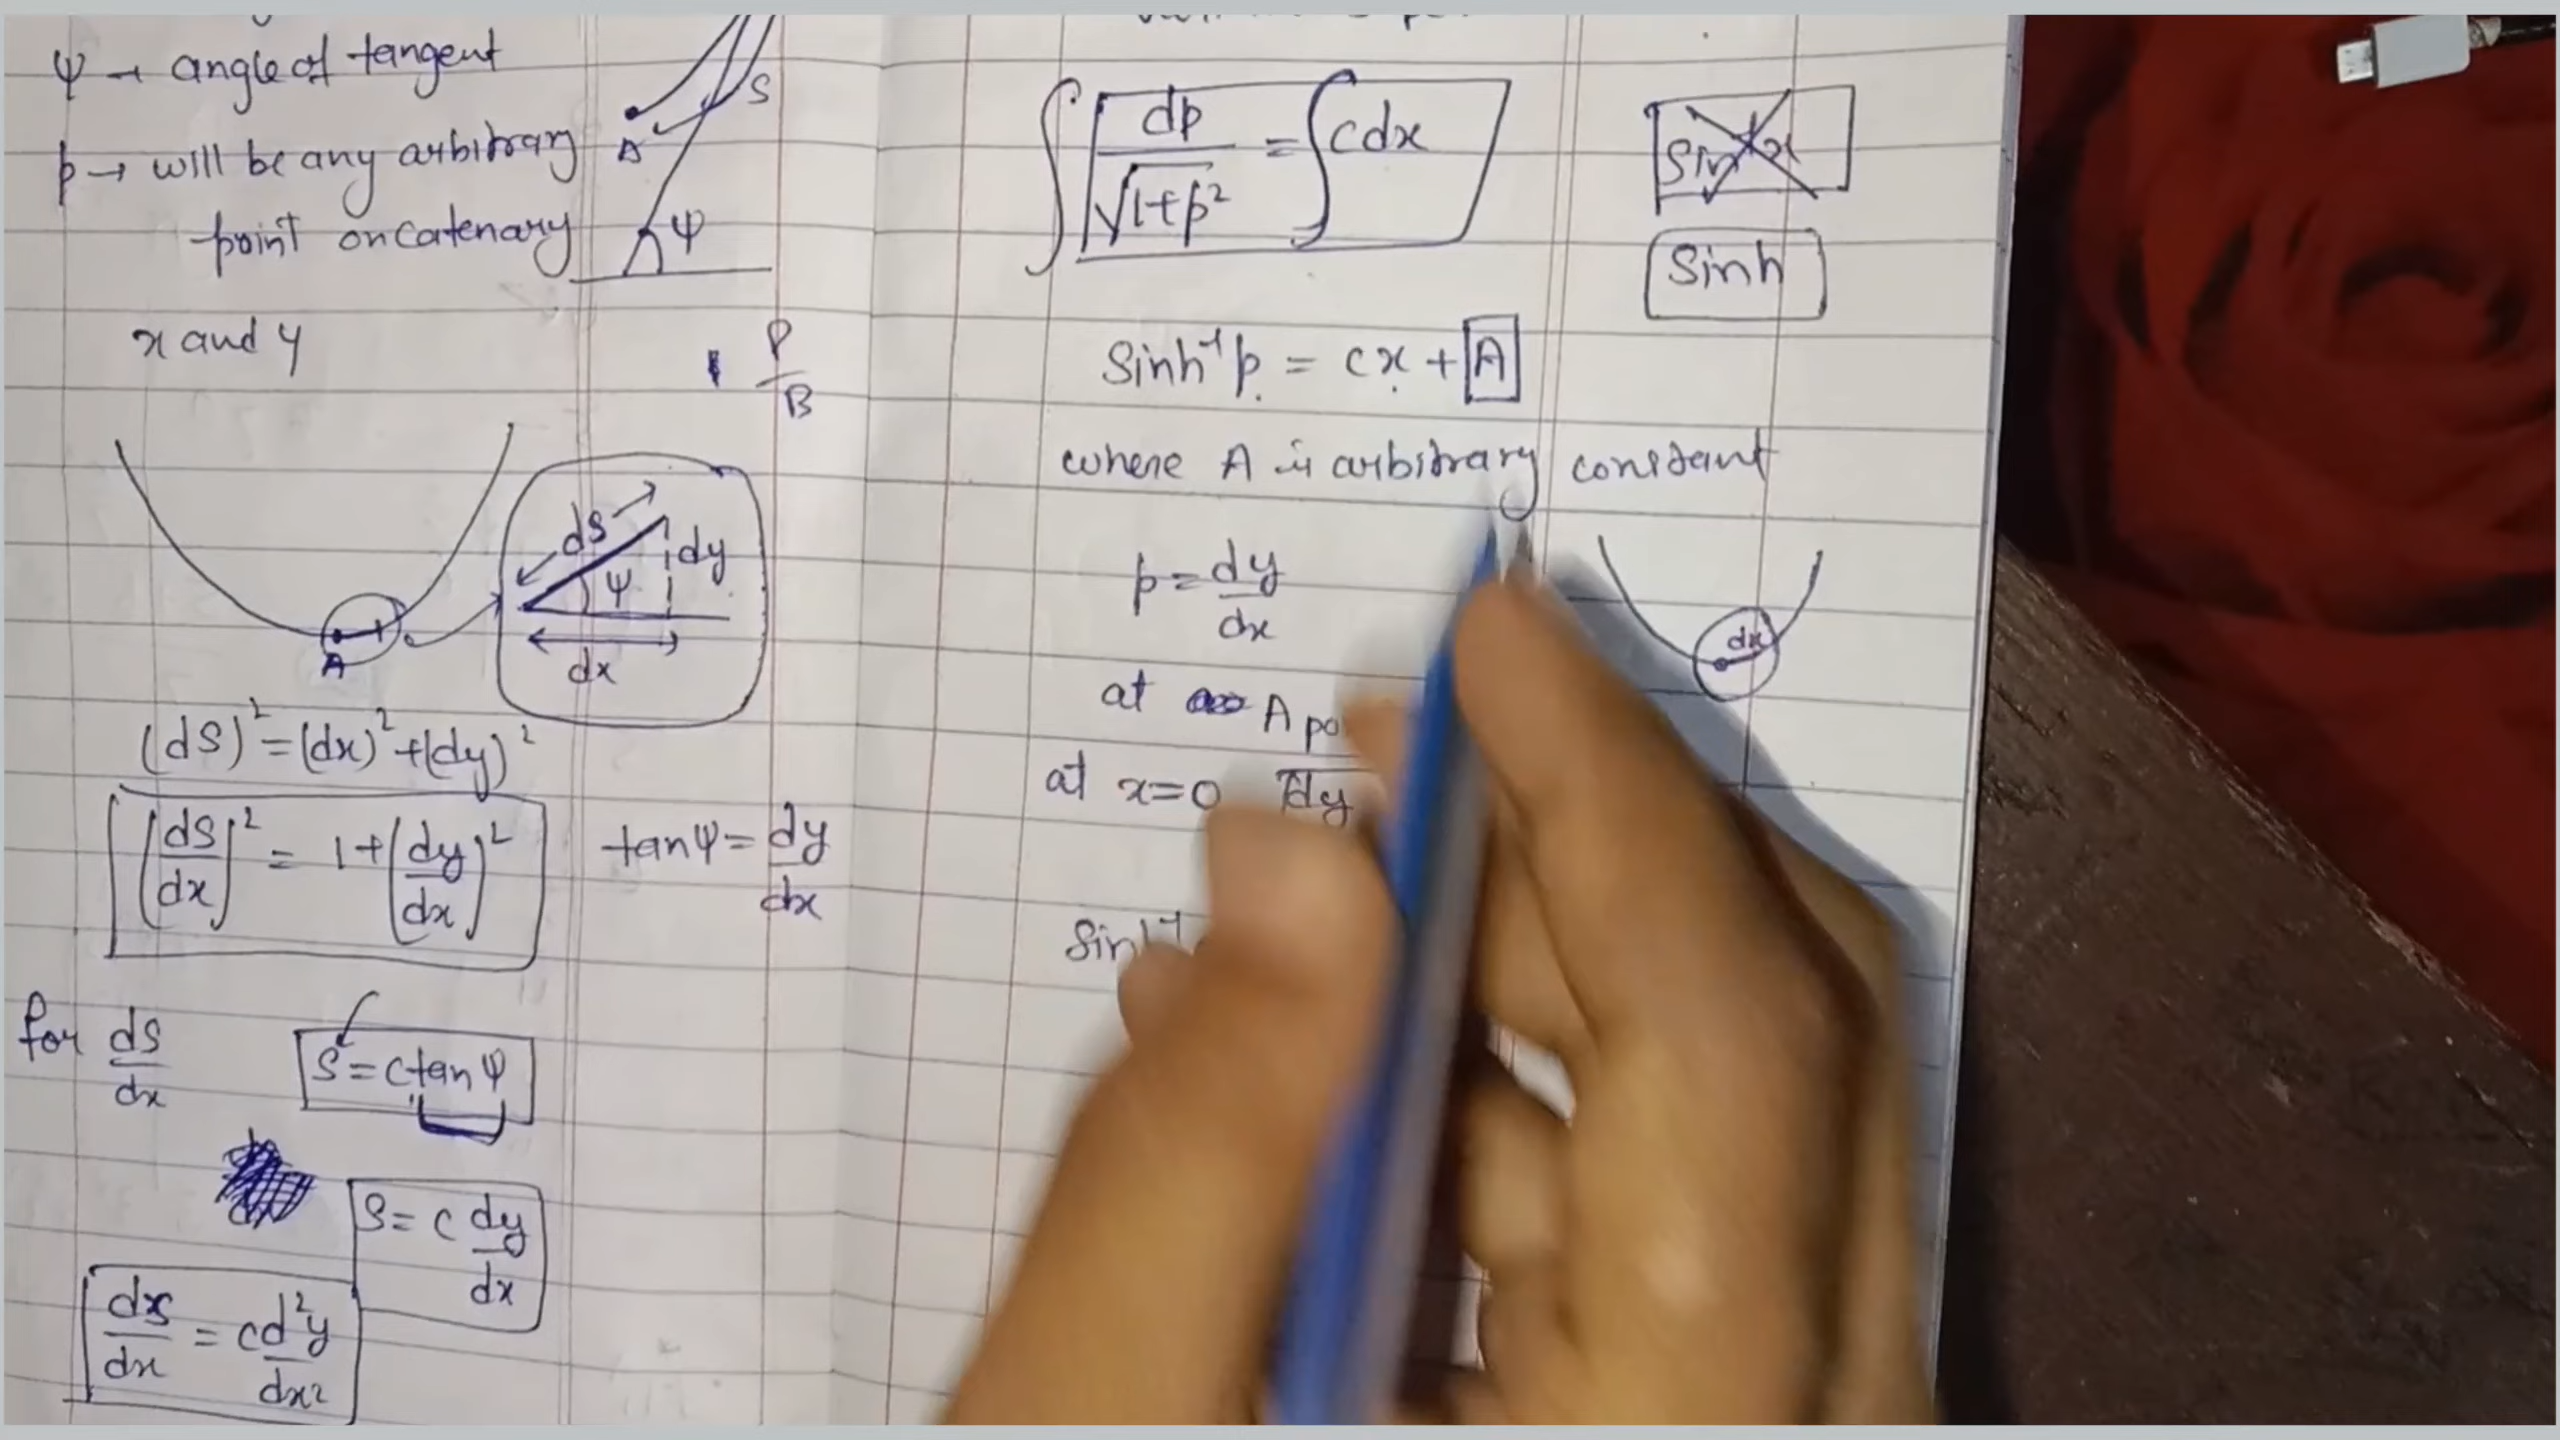 ψ → angle of tangent
p → will be any arbitrary
point on catenary
S
A
ψ
x and y
P
B
A
ds
dy
ψ
dx
(ds)² = (dx)² + (dy)²
(ds/dx)² = 1 + (dy/dx)²
tanψ = dy/dx
for ds/dx
S = c tan ψ
S = c dy/dx
ds/dx = c d²y/dx²
∫ dp/√1+p² = ∫ c dx
Sinh
Sinh⁻¹ p = cx + A
where A is arbitrary constant
p = dy/dx
dx
at A
at x=0 dy
Sinh⁻¹